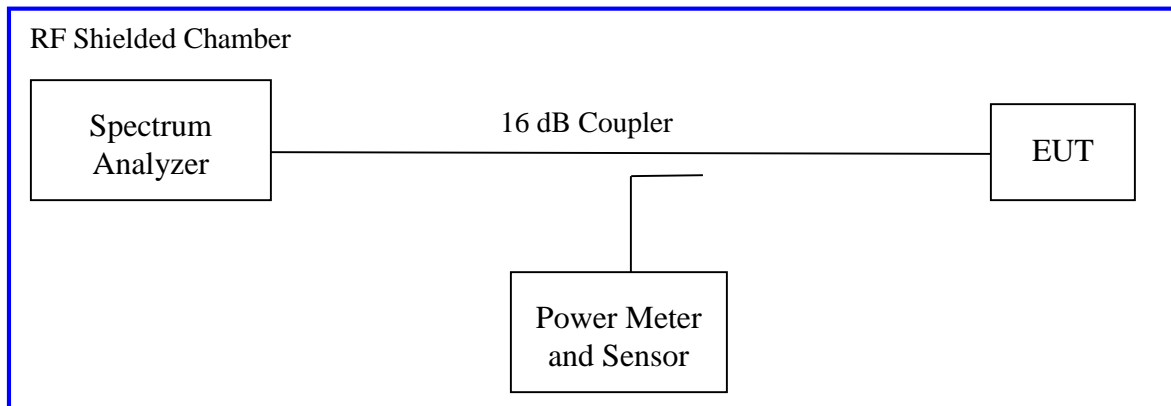 RF Shielded Chamber
Spectrum
Analyzer
16 dB Coupler
EUT
Power Meter
and Sensor